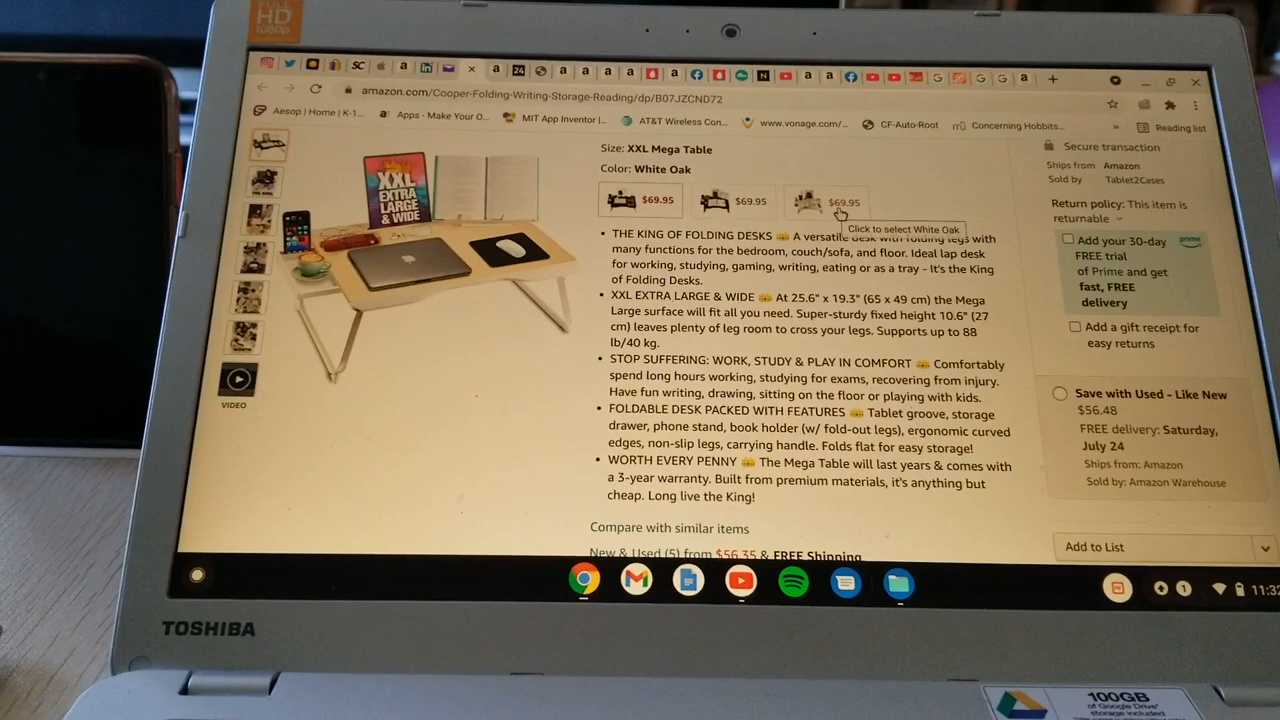 FULL
HD
1080p
amazon.com/Cooper-Folding-Writing-Storage-Reading/dp/B07JZCND72
Aesop | Home | K-1...
Apps - Make Your O...
MIT App Inventor |...
AT&T Wireless Con...
www.vonage.com/...
CF-Auto-Root
Concerning Hobbits...
»
Reading list
Size: XXL Mega Table
Color: White Oak
$69.95
$69.95
$69.95
Click to select White Oak
XXL
EXTRA
LARGE
& WIDE
VIDEO
• THE KING OF FOLDING DESKS 👑 A versatile desk with folding legs with
many functions for the bedroom, couch/sofa, and floor. Ideal lap desk
for working, studying, gaming, writing, eating or as a tray - It's the King
of Folding Desks.
• XXL EXTRA LARGE & WIDE 👑 At 25.6" x 19.3" (65 x 49 cm) the Mega
Large surface will fit all you need. Super-sturdy fixed height 10.6" (27
cm) leaves plenty of leg room to cross your legs. Supports up to 88
lb/40 kg.
• STOP SUFFERING: WORK, STUDY & PLAY IN COMFORT 👑 Comfortably
spend long hours working, studying for exams, recovering from injury.
Have fun writing, drawing, sitting on the floor or playing with kids.
• FOLDABLE DESK PACKED WITH FEATURES 👑 Tablet groove, storage
drawer, phone stand, book holder (w/ fold-out legs), ergonomic curved
edges, non-slip legs, carrying handle. Folds flat for easy storage!
• WORTH EVERY PENNY 👑 The Mega Table will last years & comes with
a 3-year warranty. Built from premium materials, it's anything but
cheap. Long live the King!
Compare with similar items
New & Used (5) from $56.35 & FREE Shipping
Secure transaction
Ships from Amazon
Sold by Tablet2Cases
Return policy: This item is
returnable
Add your 30-day
FREE trial
of Prime and get
fast, FREE
delivery
prime
Add a gift receipt for
easy returns
Save with Used - Like New
$56.48
FREE delivery: Saturday,
July 24
Ships from: Amazon
Sold by: Amazon Warehouse
Add to List
1
11:32
TOSHIBA
100GB
of Google Drive
storage included